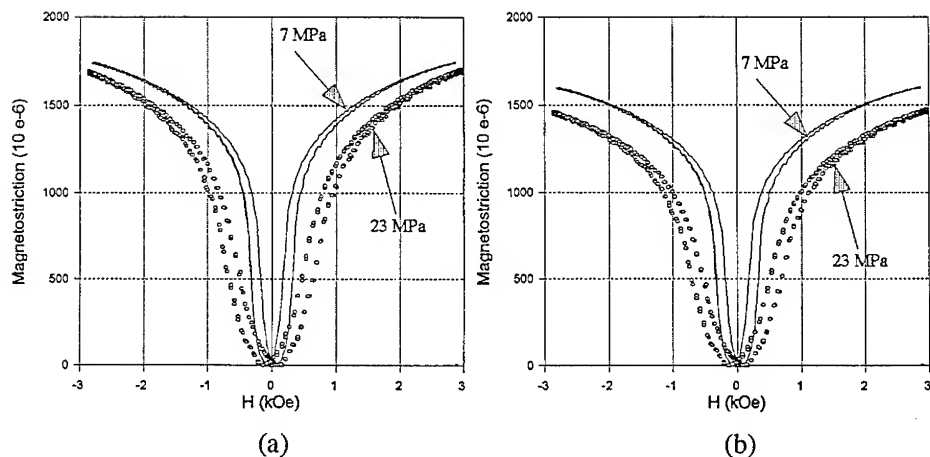 2000
1500
1000
500
0
Magnetostriction (10 e-6)
7 MPa
23 MPa
-3 -2 -1 0 1 2 3
H (kOe)
(a)
2000
1500
1000
500
0
Magnetostriction (10 e-6)
7 MPa
23 MPa
-3 -2 -1 0 1 2 3
H (kOe)
(b)